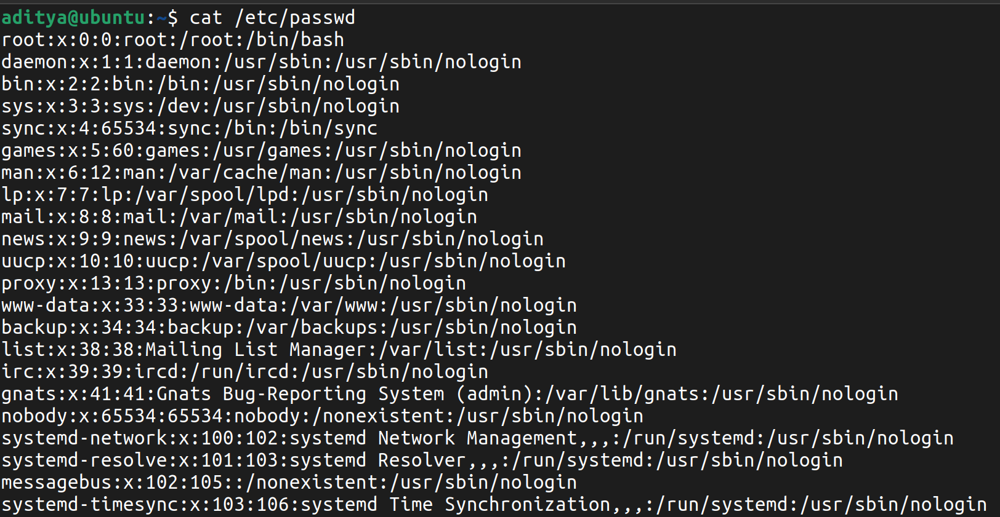 aditya@ubuntu:~$ cat /etc/passwd
root:x:0:0:root:/root:/bin/bash
daemon:x:1:1:daemon:/usr/sbin:/usr/sbin/nologin
bin:x:2:2:bin:/bin:/usr/sbin/nologin
sys:x:3:3:sys:/dev:/usr/sbin/nologin
sync:x:4:65534:sync:/bin:/bin/sync
games:x:5:60:games:/usr/games:/usr/sbin/nologin
man:x:6:12:man:/var/cache/man:/usr/sbin/nologin
lp:x:7:7:lp:/var/spool/lpd:/usr/sbin/nologin
mail:x:8:8:mail:/var/mail:/usr/sbin/nologin
news:x:9:9:news:/var/spool/news:/usr/sbin/nologin
uucp:x:10:10:uucp:/var/spool/uucp:/usr/sbin/nologin
proxy:x:13:13:proxy:/bin:/usr/sbin/nologin
www-data:x:33:33:www-data:/var/www:/usr/sbin/nologin
backup:x:34:34:backup:/var/backups:/usr/sbin/nologin
list:x:38:38:Mailing List Manager:/var/list:/usr/sbin/nologin
irc:x:39:39:ircd:/run/ircd:/usr/sbin/nologin
gnats:x:41:41:Gnats Bug-Reporting System (admin):/var/lib/gnats:/usr/sbin/nologin
nobody:x:65534:65534:nobody:/nonexistent:/usr/sbin/nologin
systemd-network:x:100:102:systemd Network Management,,,:/run/systemd:/usr/sbin/nologin
systemd-resolve:x:101:103:systemd Resolver,,,:/run/systemd:/usr/sbin/nologin
messagebus:x:102:105::/nonexistent:/usr/sbin/nologin
systemd-timesync:x:103:106:systemd Time Synchronization,,,:/run/systemd:/usr/sbin/nologin